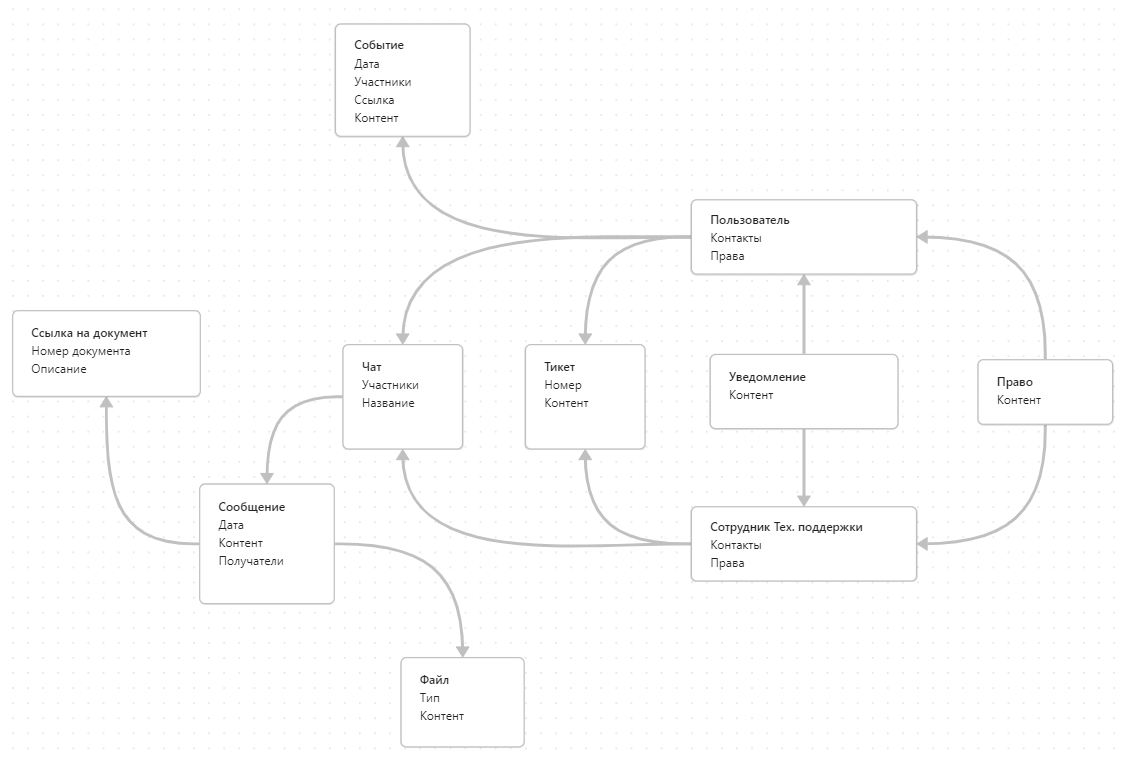 Событие
Дата
Участники
Ссылка
Контент
Пользователь
Контакты
Права
Ссылка на документ
Номер документа
Описание
Чат
Участники
Название
Тикет
Номер
Контент
Уведомление
Контент
Право
Контент
Сообщение
Дата
Контент
Получатели
Сотрудник Тех. поддержки
Контакты
Права
Файл
Тип
Контент